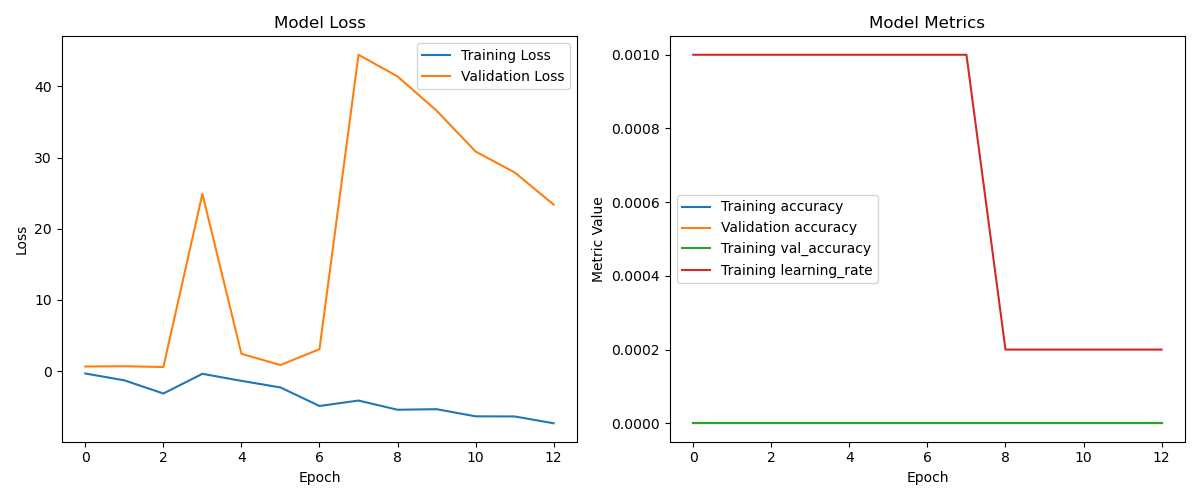 Model Loss
Training Loss
Validation Loss
40
30
20
10
0
Loss
0 2 4 6 8 10 12
Epoch
Model Metrics
0.0010
0.0008
0.0006
0.0004
0.0002
0.0000
Metric Value
Training accuracy
Validation accuracy
Training val_accuracy
Training learning_rate
0 2 4 6 8 10 12
Epoch